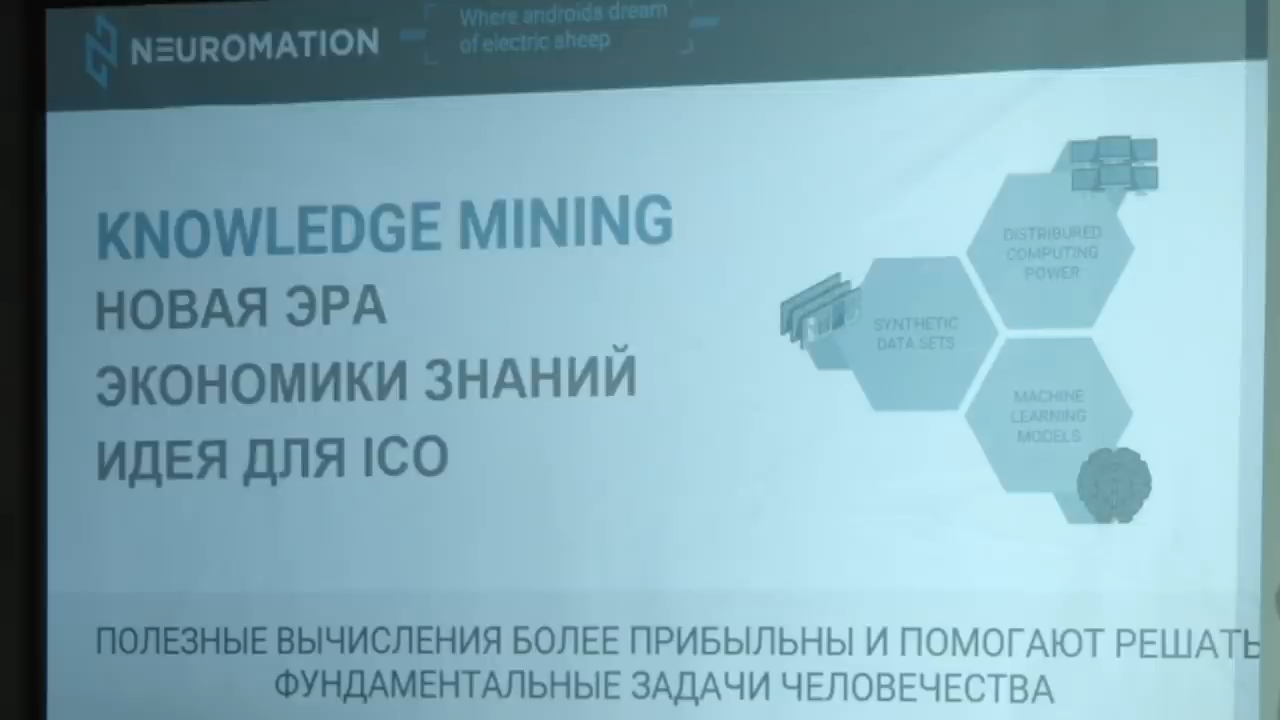 NEUROMATION
Where androids dream
of electric sheep
KNOWLEDGE MINING
НОВАЯ ЭРА
ЭКОНОМИКИ ЗНАНИЙ
ИДЕЯ ДЛЯ ICO
DISTRIBURED
COMPUTING
POWER
SYNTHETIC
DATA SETS
MACHINE
LEARNING
MODELS
ПОЛЕЗНЫЕ ВЫЧИСЛЕНИЯ БОЛЕЕ ПРИБЫЛЬНЫ И ПОМОГАЮТ РЕШАТЬ
ФУНДАМЕНТАЛЬНЫЕ ЗАДАЧИ ЧЕЛОВЕЧЕСТВА